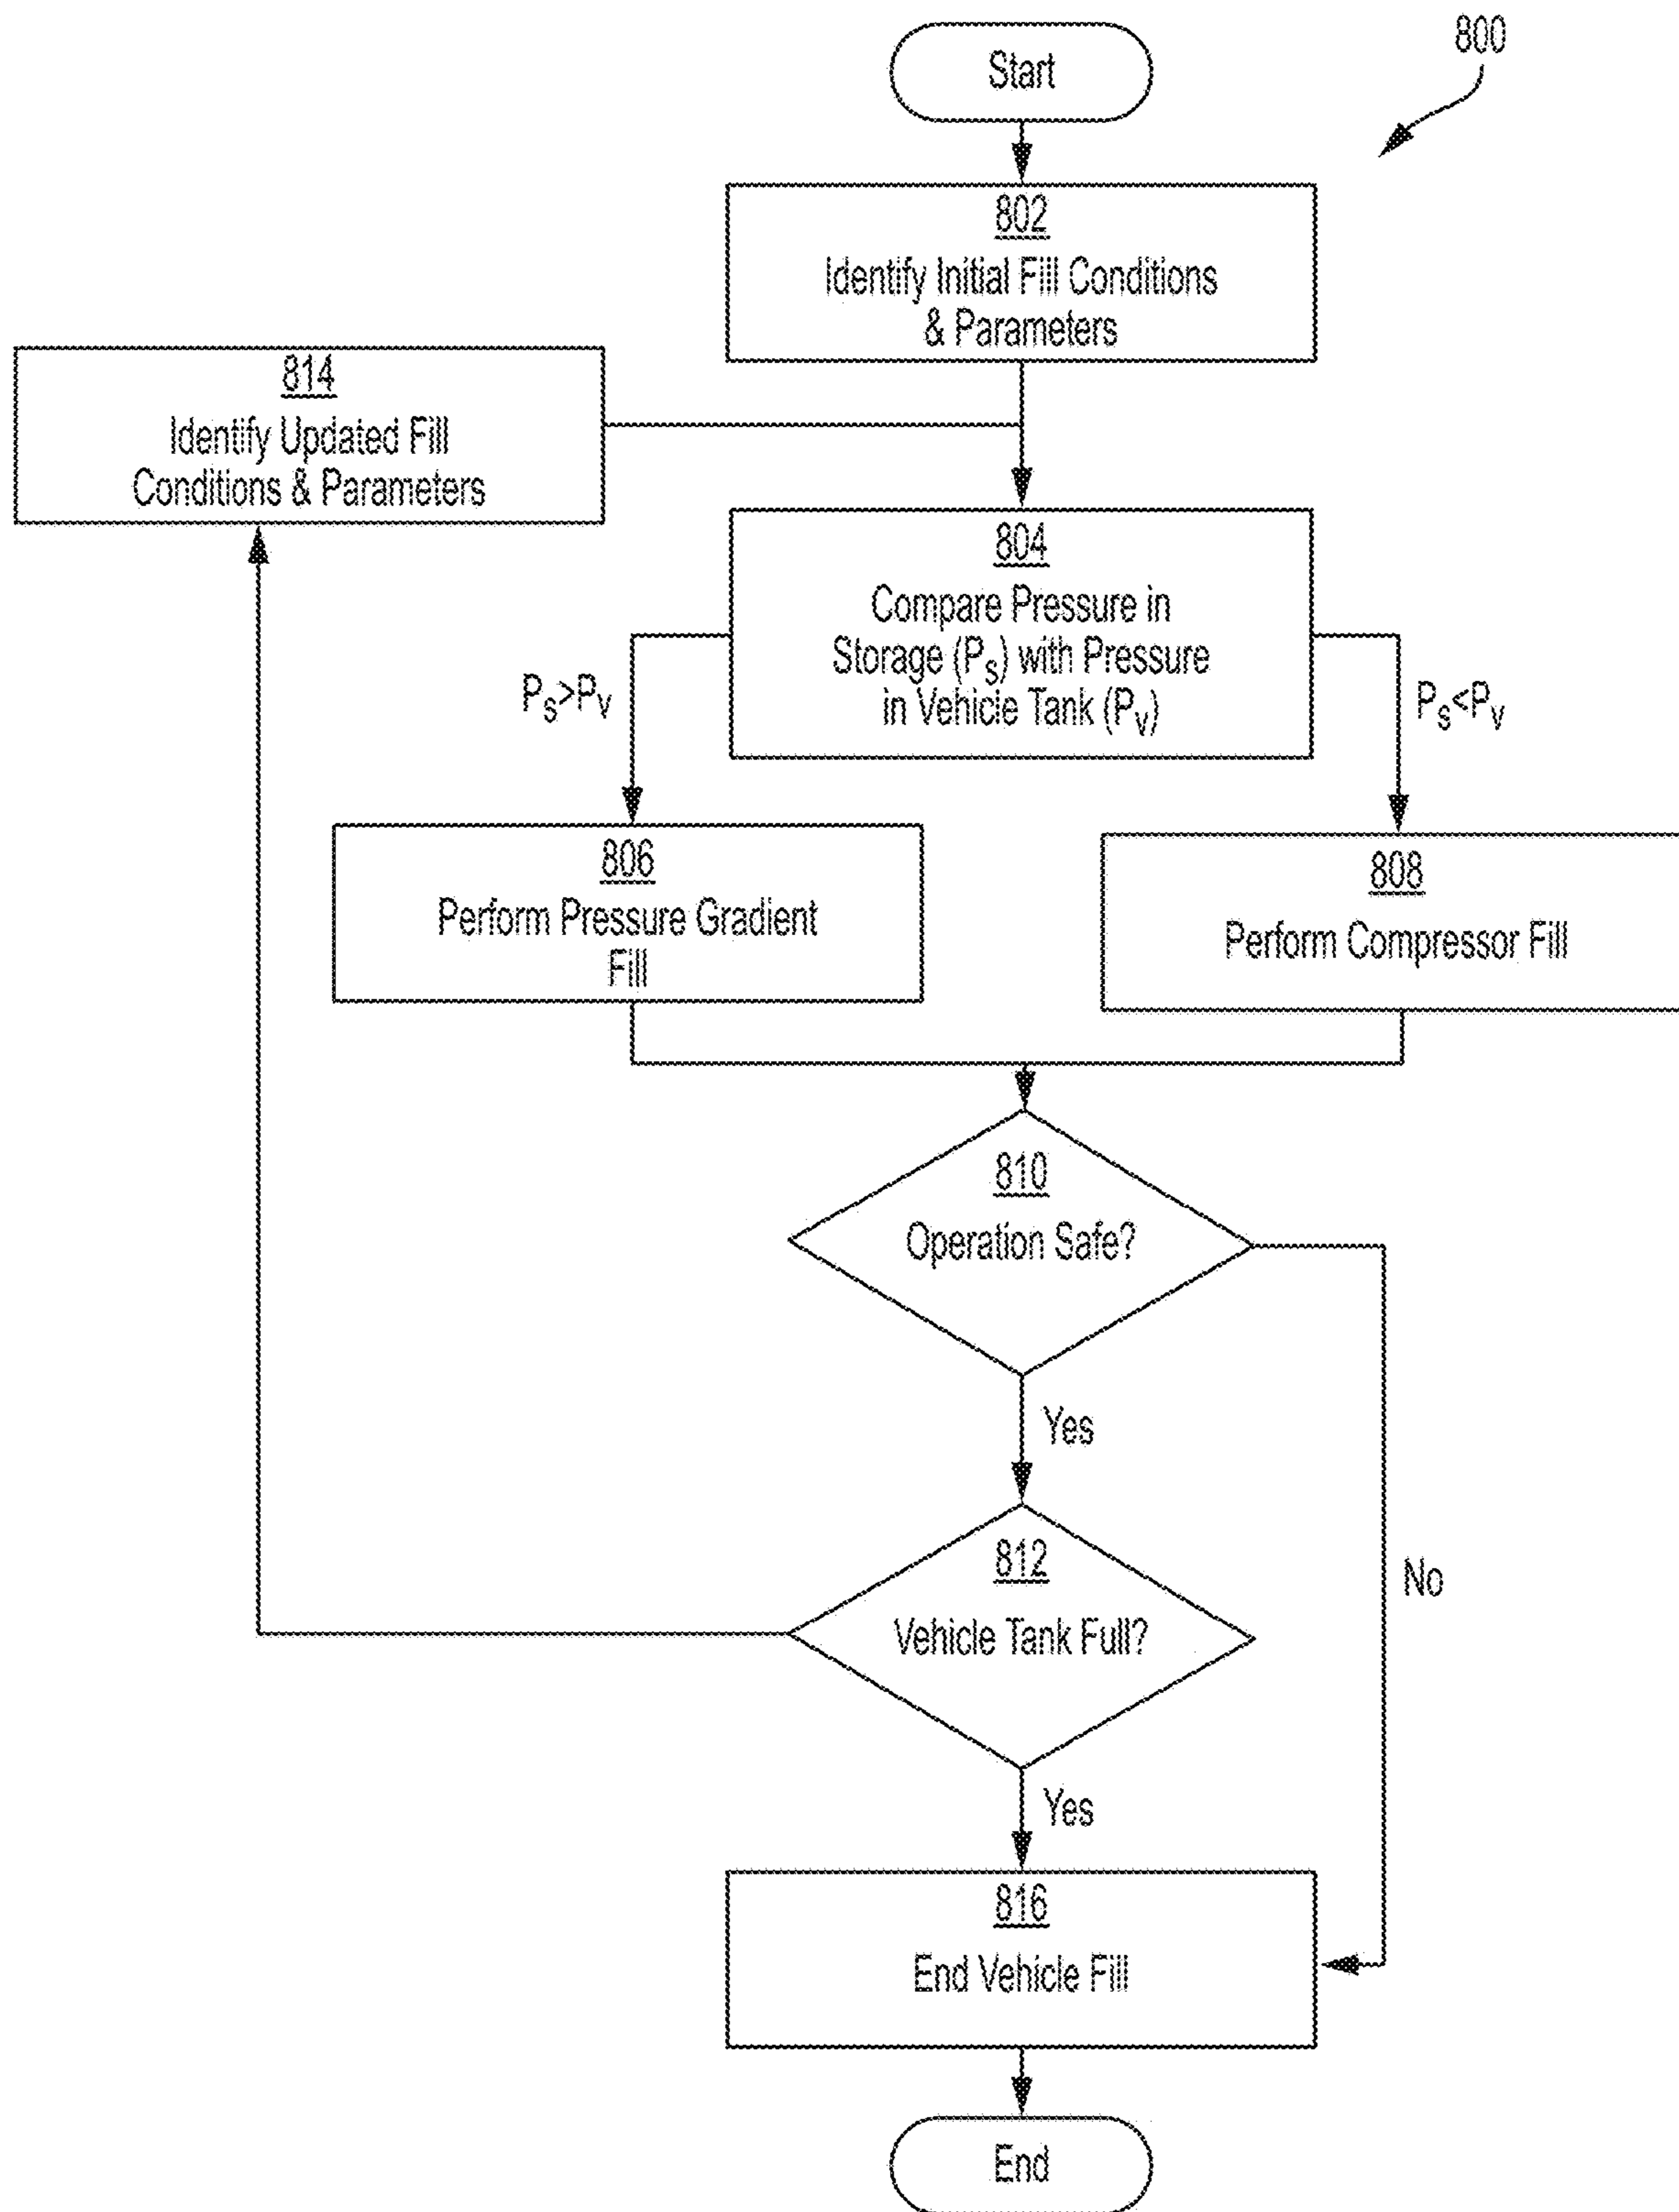 800
Start
802
Identify Initial Fill Conditions
& Parameters
814
Identify Updated Fill
Conditions & Parameters
804
Compare Pressure in
Storage (Ps) with Pressure
in Vehicle Tank (Pv)
Ps>Pv
Ps<Pv
806
Perform Pressure Gradient
Fill
808
Perform Compressor Fill
810
Operation Safe?
Yes
812
Vehicle Tank Full?
No
Yes
816
End Vehicle Fill
End